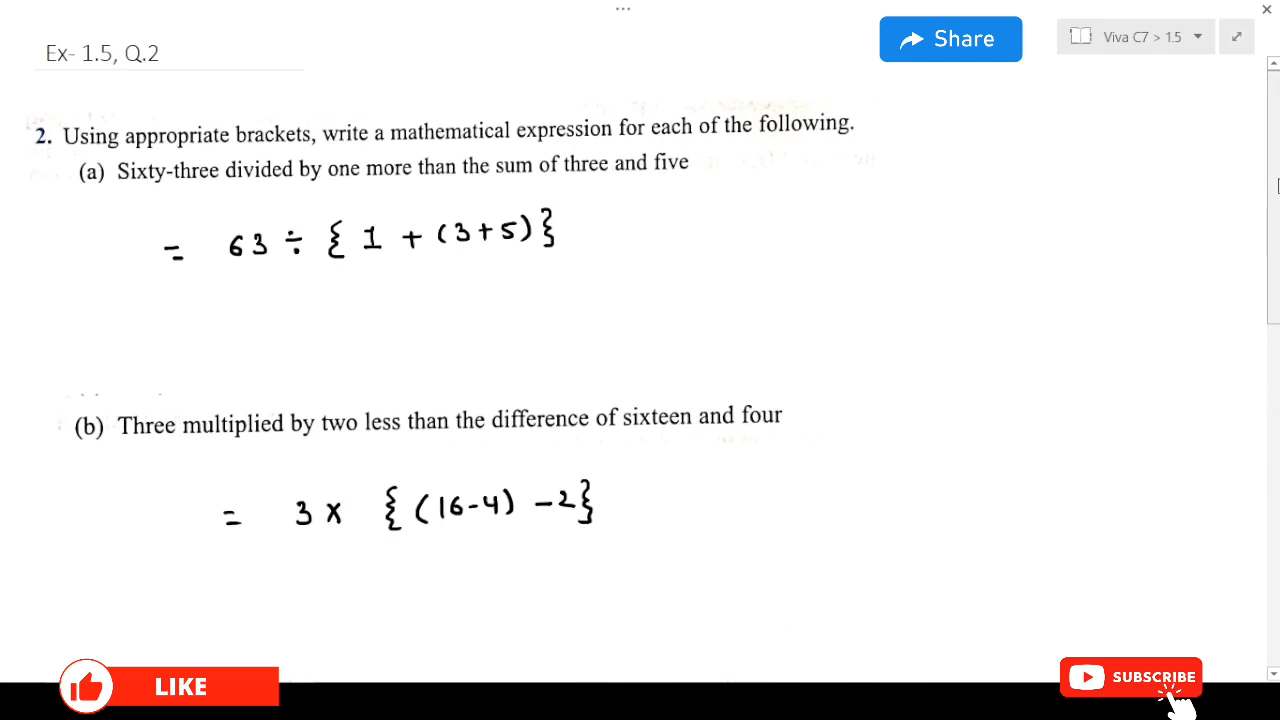 Ex- 1.5, Q.2
Share
Viva C7 > 1.5
2. Using appropriate brackets, write a mathematical expression for each of the following.
(a) Sixty-three divided by one more than the sum of three and five
= 63 ÷ { 1 + (3+5) }
(b) Three multiplied by two less than the difference of sixteen and four
= 3 × { (16-4) -2 }
LIKE
SUBSCRIBE